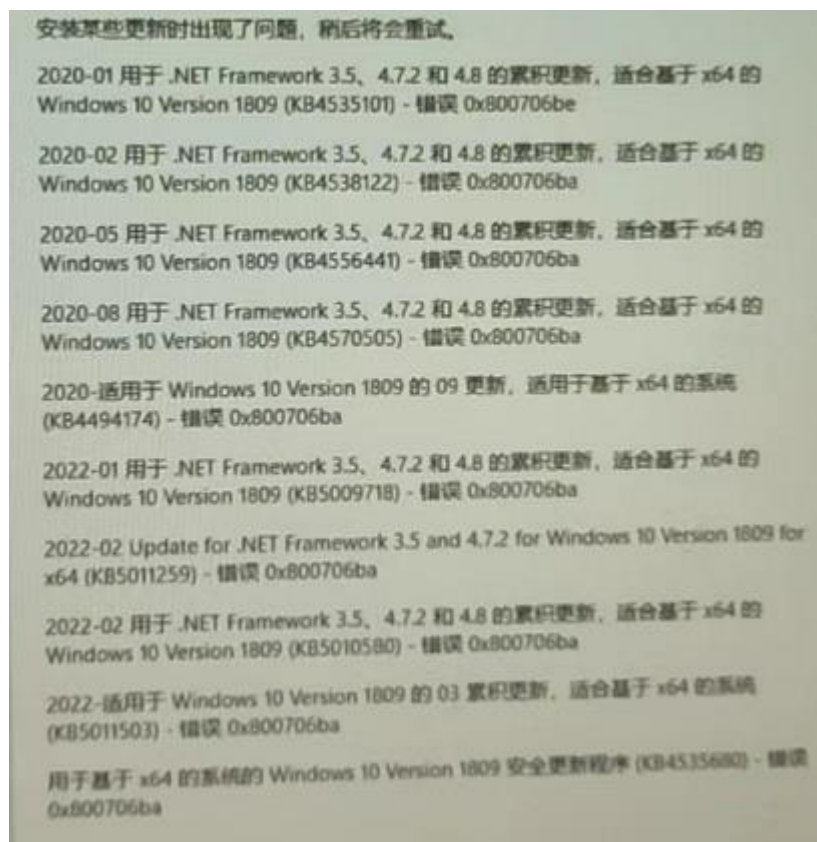 安装某些更新时出现了问题，稍后将会重试。
2020-01 用于 .NET Framework 3.5、4.7.2 和 4.8 的累积更新，适合基于 x64 的
Windows 10 Version 1809 (KB4535101) - 错误 0x800706be
2020-02 用于 .NET Framework 3.5、4.7.2 和 4.8 的累积更新，适合基于 x64 的
Windows 10 Version 1809 (KB4538122) - 错误 0x800706ba
2020-05 用于 .NET Framework 3.5、4.7.2 和 4.8 的累积更新，适合基于 x64 的
Windows 10 Version 1809 (KB4556441) - 错误 0x800706ba
2020-08 用于 .NET Framework 3.5、4.7.2 和 4.8 的累积更新，适合基于 x64 的
Windows 10 Version 1809 (KB4570505) - 错误 0x800706ba
2020-适用于 Windows 10 Version 1809 的 09 更新，适用于基于 x64 的系统
(KB4494174) - 错误 0x800706ba
2022-01 用于 .NET Framework 3.5、4.7.2 和 4.8 的累积更新，适合基于 x64 的
Windows 10 Version 1809 (KB5009718) - 错误 0x800706ba
2022-02 Update for .NET Framework 3.5 and 4.7.2 for Windows 10 Version 1809 for
x64 (KB5011259) - 错误 0x800706ba
2022-02 用于 .NET Framework 3.5、4.7.2 和 4.8 的累积更新，适合基于 x64 的
Windows 10 Version 1809 (KB5010580) - 错误 0x800706ba
2022-适用于 Windows 10 Version 1809 的 03 累积更新，适合基于 x64 的系统
(KB5011503) - 错误 0x800706ba
用于基于 x64 的系统的 Windows 10 Version 1809 安全更新程序 (KB4535680) - 错误
0x800706ba